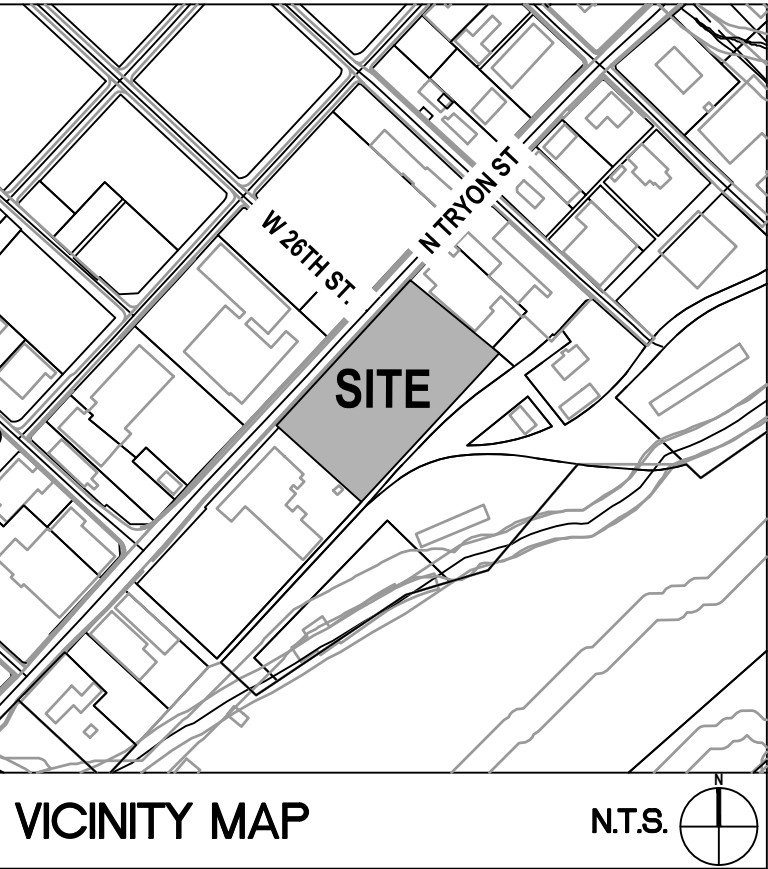 N TRYON ST
W 26TH ST.
SITE
VICINITY MAP
N.T.S.
N